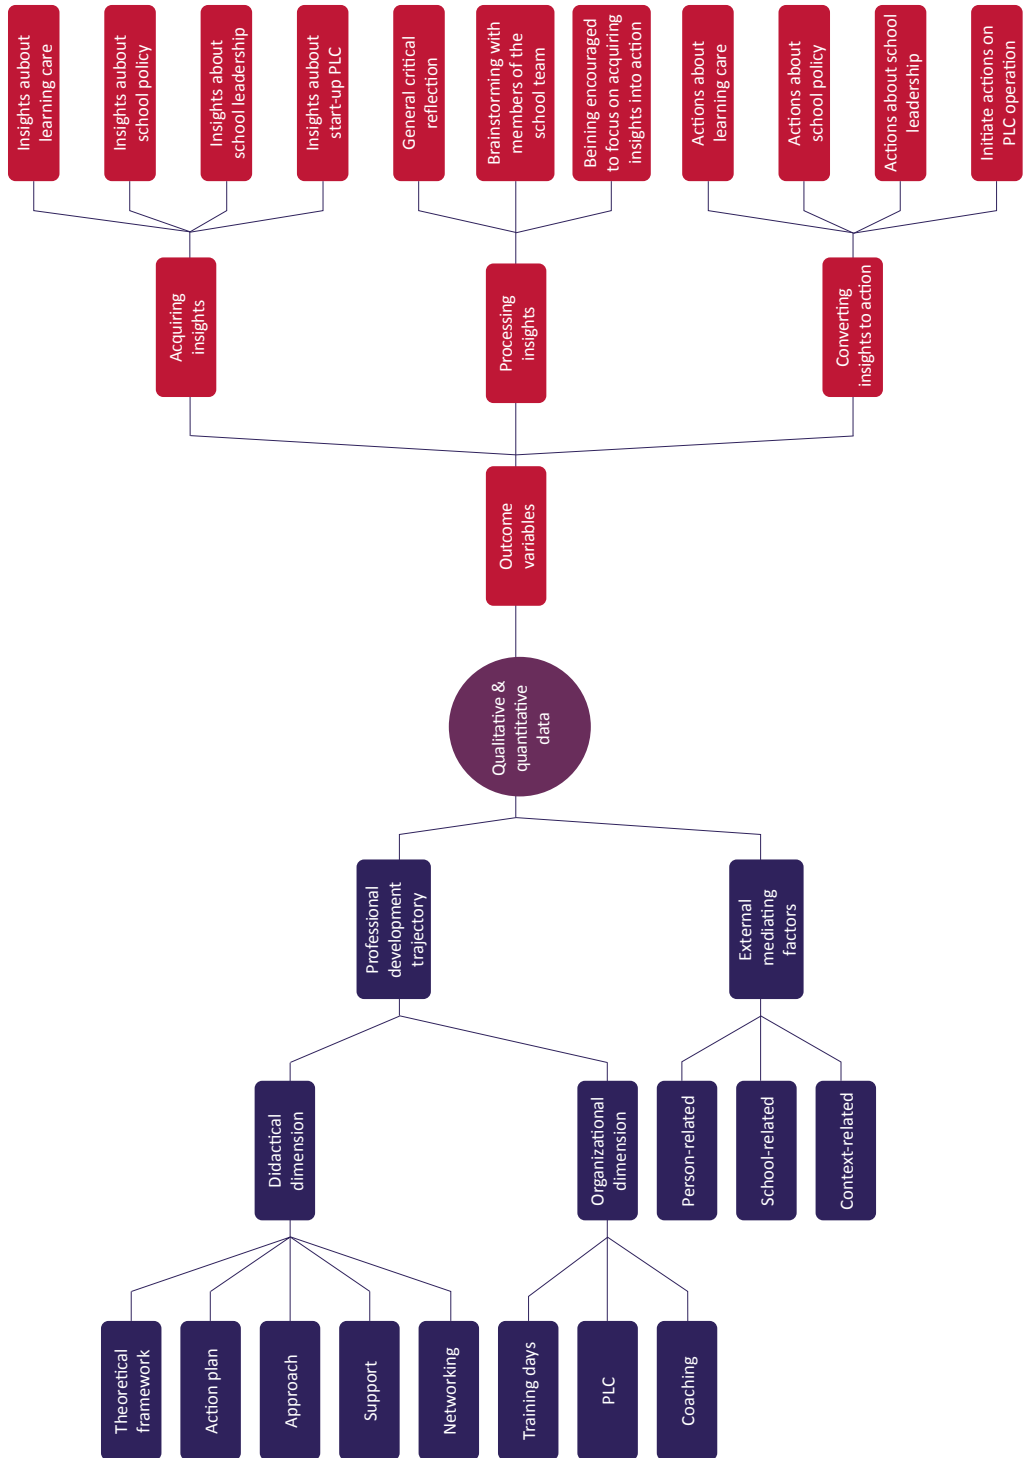 Theoretical
framework
Action plan
Approach
Support
Networking
Training days
PLC
Coaching
Didactical
dimension
Organizational
dimension
Person-related
School-related
Context-related
Professional
development
trajectory
External
mediating
factors
Qualitative &
quantitative
data
Outcome
variables
Acquiring
insights
Processing
insights
Converting
insights to action
Insights aubout
learning care
Insights aubout
school policy
Insights about
school leadership
Insights aubout
start-up PLC
General critical
reflection
Brainstorming with
members of the
school team
Beining encouraged
to focus on acquiring
insights into action
Actions about
learning care
Actions about
school policy
Actions about school
leadership
Initiate actions on
PLC operation